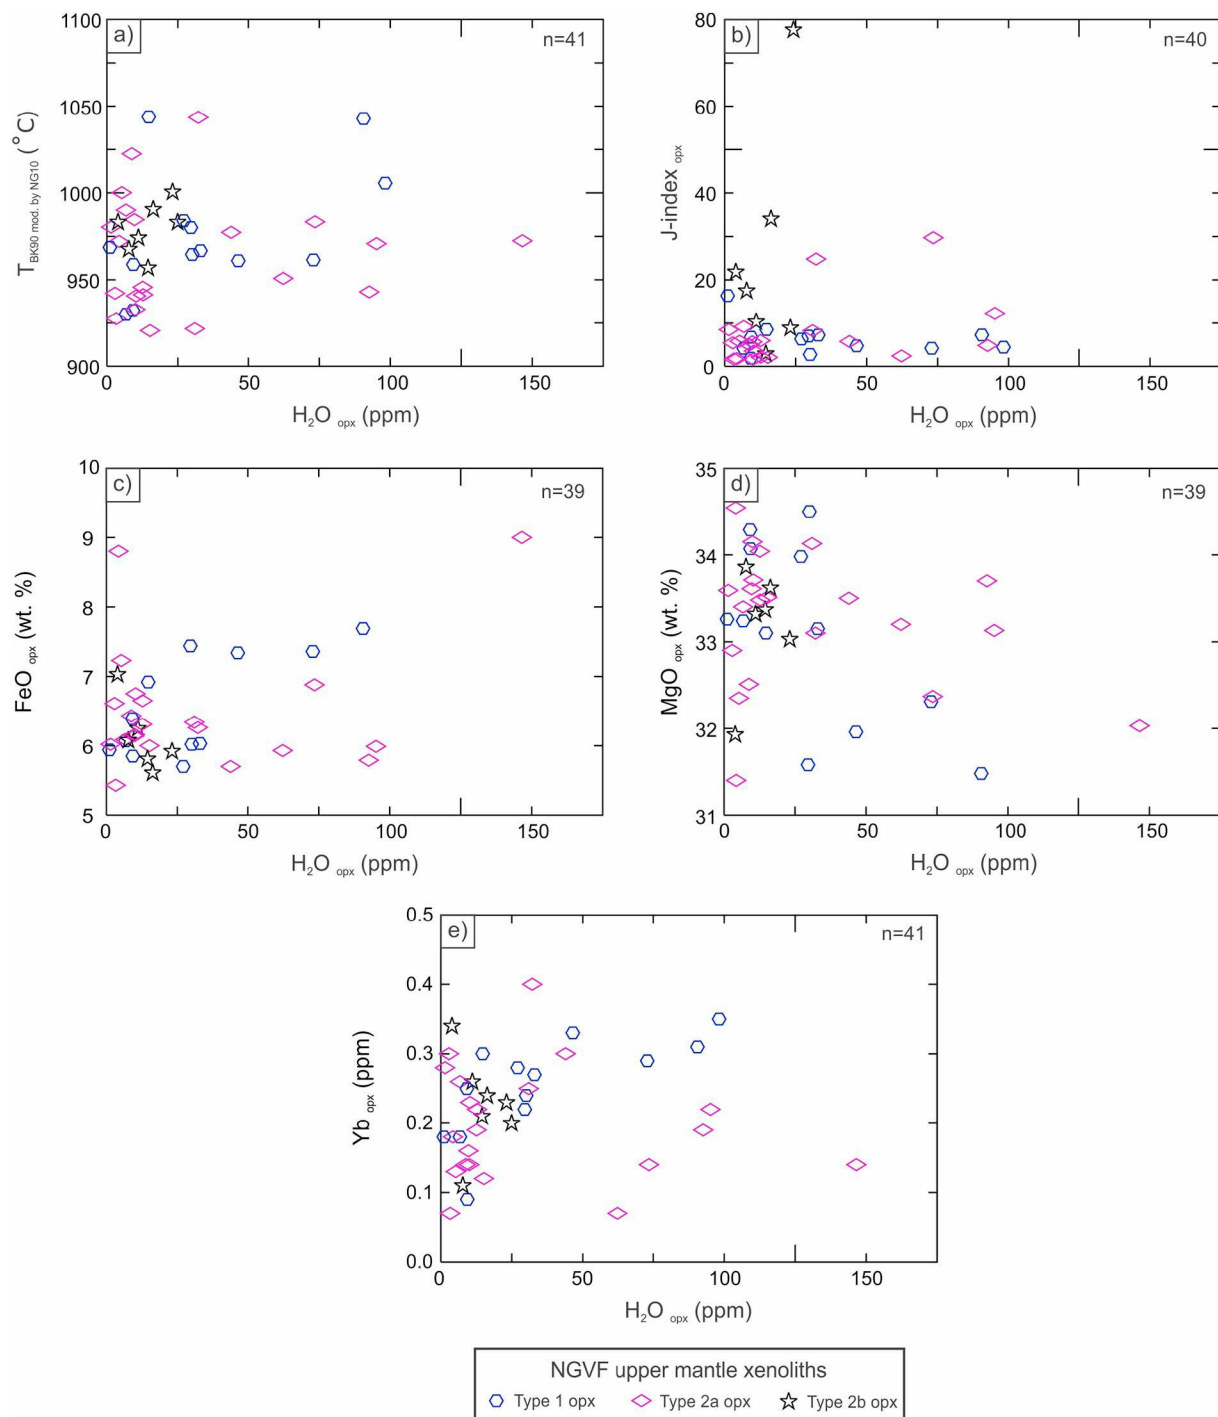 a)
n=41
1100
1050
1000
950
900
T BK90 mod. by NG10 (°C)
0 50 100 150
H₂O opx (ppm)
b)
n=40
80
60
40
20
0
J-index opx
0 50 100 150
H₂O opx (ppm)
c)
n=39
10
9
8
7
6
5
FeO opx (wt. %)
0 50 100 150
H₂O opx (ppm)
d)
n=39
35
34
33
32
31
MgO opx (wt. %)
0 50 100 150
H₂O opx (ppm)
e)
n=41
0.5
0.4
0.3
0.2
0.1
0.0
Yb opx (ppm)
0 50 100 150
H₂O opx (ppm)
NGVF upper mantle xenoliths
Type 1 opx Type 2a opx Type 2b opx